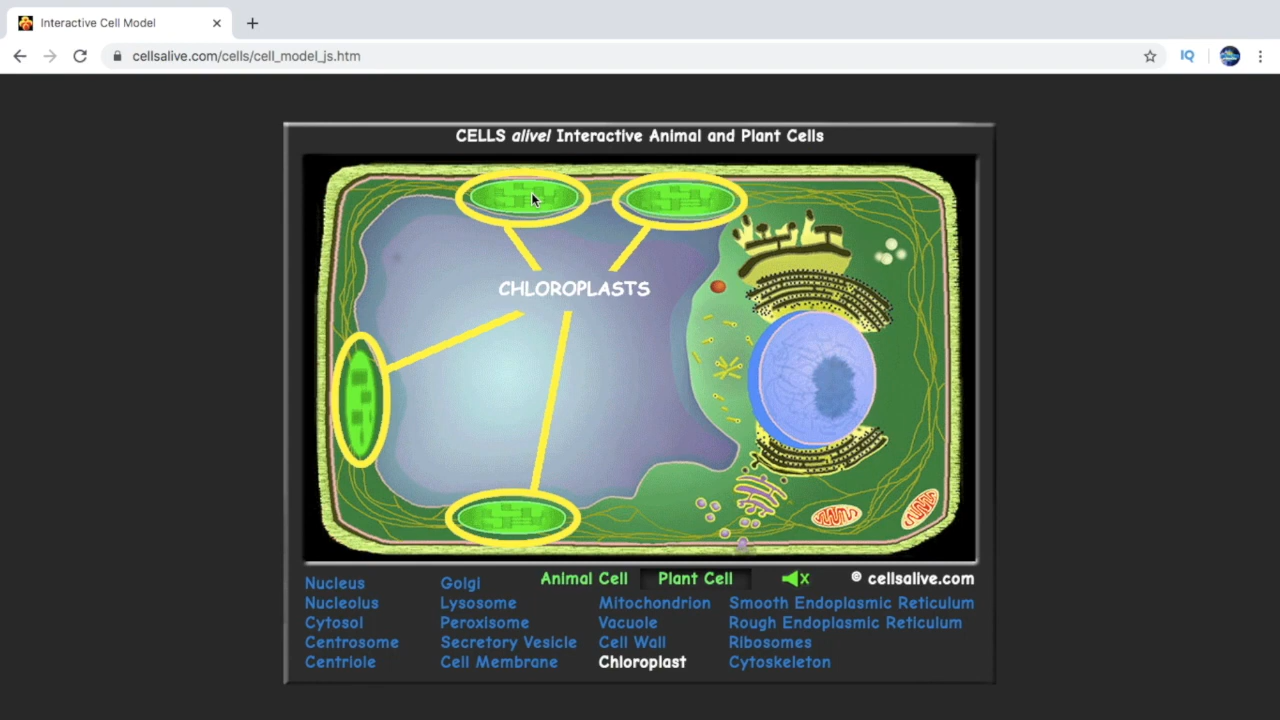 Interactive Cell Model
cellsalive.com/cells/cell_model_js.htm
IQ
CELLS alive! Interactive Animal and Plant Cells
CHLOROPLASTS
Animal Cell Plant Cell © cellsalive.com
Nucleus Golgi
Nucleolus Lysosome Mitochondrion Smooth Endoplasmic Reticulum
Cytosol Peroxisome Vacuole Rough Endoplasmic Reticulum
Centrosome Secretory Vesicle Cell Wall Ribosomes
Centriole Cell Membrane Chloroplast Cytoskeleton